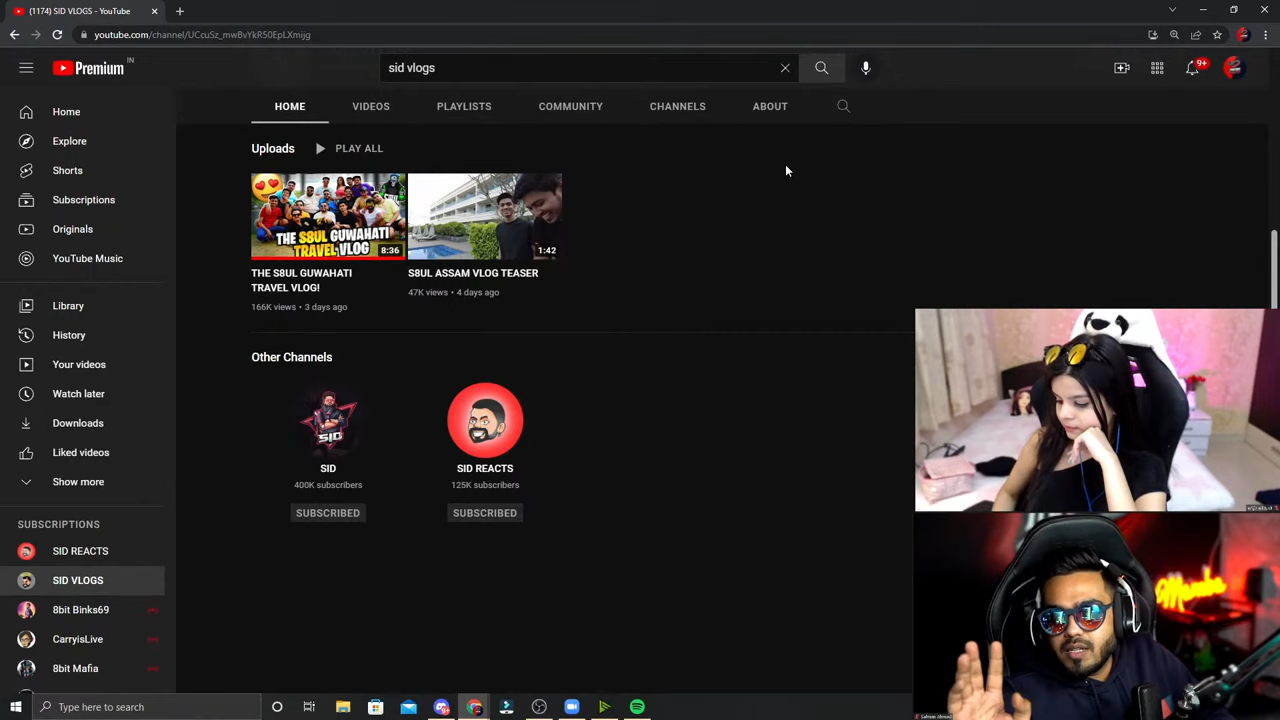 (1174) SID VLOGS - YouTube
youtube.com/channel/UCcuSz_mwBvYkR50EpLXmijg
Premium IN
sid vlogs
9+
HOME VIDEOS PLAYLISTS COMMUNITY CHANNELS ABOUT
Home
Explore
Shorts
Subscriptions
Originals
YouTube Music
Library
History
Your videos
Watch later
Downloads
Liked videos
Show more
SUBSCRIPTIONS
SID REACTS
SID VLOGS
8bit Binks69
CarryisLive
8bit Mafia
Uploads PLAY ALL
THE S8UL GUWAHATI
TRAVEL VLOG
8:36
1:42
THE S8UL GUWAHATI
TRAVEL VLOG!
166K views • 3 days ago
S8UL ASSAM VLOG TEASER
47K views • 4 days ago
Other Channels
SID
SID
400K subscribers
SUBSCRIBED
SID REACTS
125K subscribers
SUBSCRIBED
Mamba
Salman Ahmad
Type here to search